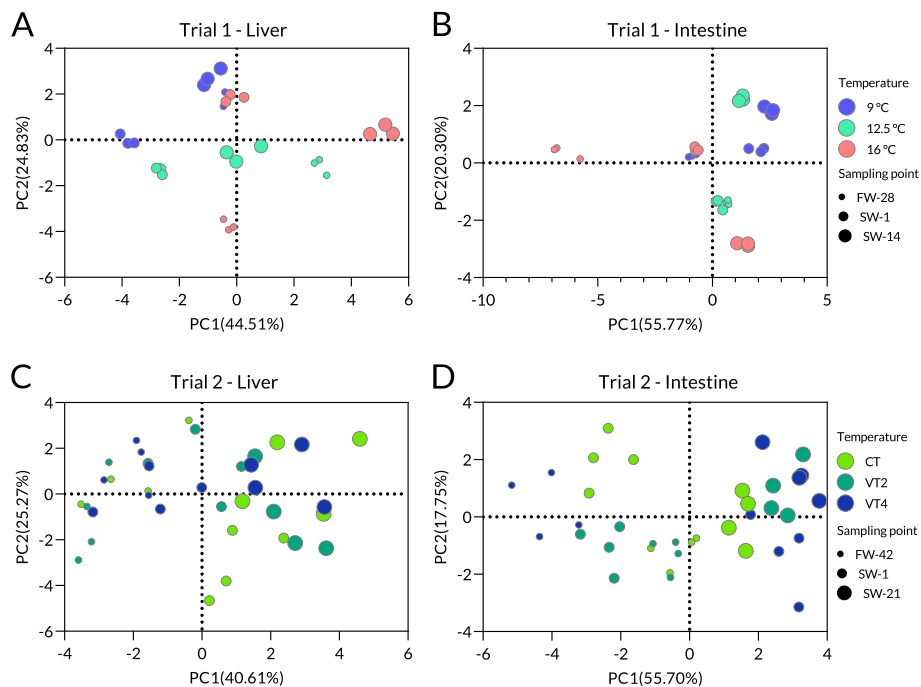 A
Trial 1 - Liver
4
2
0
-2
-4
-6
PC2(24.83%)
-6
-4
-2
0
2
4
6
PC1(44.51%)
B
Trial 1 - Intestine
4
2
0
-2
-4
PC2(20.30%)
-10
-5
0
5
PC1(55.77%)
Temperature
9 °C
12.5 °C
16 °C
Sampling point
FW-28
SW-1
SW-14
C
Trial 2 - Liver
4
2
0
-2
-4
-6
PC2(25.27%)
-4
-2
0
2
4
6
PC1(40.61%)
D
Trial 2 - Intestine
4
2
0
-2
-4
PC2(17.75%)
-6
-4
-2
0
2
4
PC1(55.70%)
Temperature
CT
VT2
VT4
Sampling point
FW-42
SW-1
SW-21